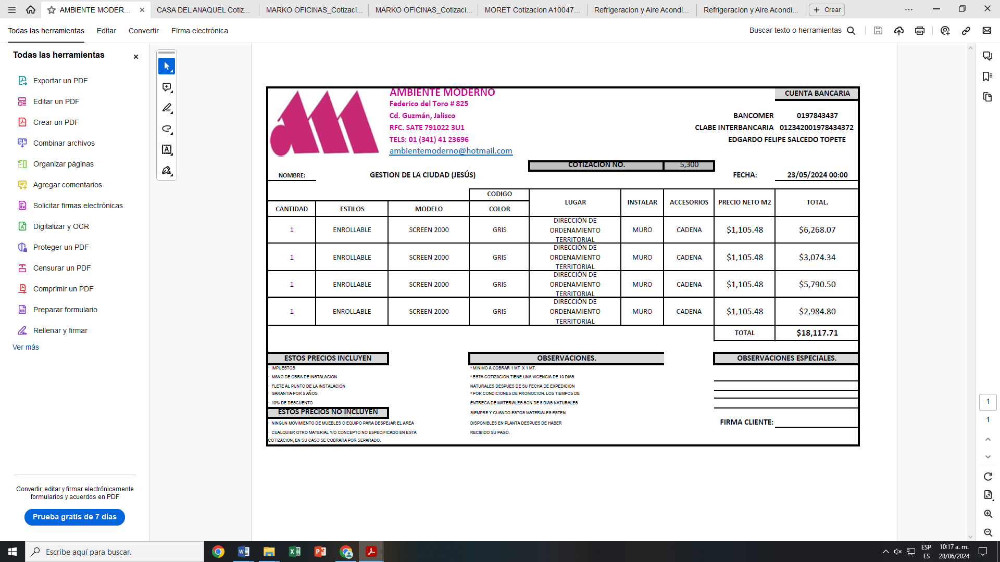 AMBIENTE MODER...
CASA DEL ANAQUEL Cotiz...
MARKO OFICINAS_Cotizaci...
MARKO OFICINAS_Cotizaci...
MORET Cotizacion A10047...
Refrigeracion y Aire Acondi...
Refrigeracion y Aire Acondi...
Crear
Todas las herramientas
Editar
Convertir
Firma electrónica
Buscar texto o herramientas
Todas las herramientas
Exportar un PDF
Editar un PDF
Crear un PDF
Combinar archivos
Organizar páginas
Agregar comentarios
Solicitar firmas electrónicas
Digitalizar y OCR
Proteger un PDF
Censurar un PDF
Comprimir un PDF
Preparar formulario
Rellenar y firmar
Ver más
Convertir, editar y firmar electrónicamente
formularios y acuerdos en PDF
Prueba gratis de 7 días
AMBIENTE MODERNO
Federico del Toro # 825
Cd. Guzmán, Jalisco
RFC. SATE 791022 3U1
TELS: 01 (341) 41 23696
ambientemoderno@hotmail.com
CUENTA BANCARIA
BANCOMER 0197843437
CLABE INTERBANCARIA 012342001978434372
EDGARDO FELIPE SALCEDO TOPETE
COTIZACION NO. 5,300
NOMBRE: GESTION DE LA CIUDAD (JESÚS) FECHA: 23/05/2024 00:00
CANTIDAD ESTILOS MODELO CODIGO COLOR LUGAR INSTALAR ACCESORIOS PRECIO NETO M2 TOTAL.
1 ENROLLABLE SCREEN 2000 GRIS DIRECCIÓN DE ORDENAMIENTO TERRITORIAL MURO CADENA $1,105.48 $6,268.07
1 ENROLLABLE SCREEN 2000 GRIS DIRECCIÓN DE ORDENAMIENTO TERRITORIAL MURO CADENA $1,105.48 $3,074.34
1 ENROLLABLE SCREEN 2000 GRIS DIRECCIÓN DE ORDENAMIENTO TERRITORIAL MURO CADENA $1,105.48 $5,790.50
1 ENROLLABLE SCREEN 2000 GRIS DIRECCIÓN DE ORDENAMIENTO TERRITORIAL MURO CADENA $1,105.48 $2,984.80
TOTAL $18,117.71
ESTOS PRECIOS INCLUYEN
· IMPUESTOS
· MANO DE OBRA DE INSTALACION
· FLETE AL PUNTO DE LA INSTALACION
· GARANTIA POR 5 AÑOS
· 10% DE DESCUENTO
ESTOS PRECIOS NO INCLUYEN
· NINGUN MOVIMIENTO DE MUEBLES O EQUIPO PARA DESPEJAR EL AREA
· CUALQUIER OTRO MATERIAL Y/O CONCEPTO NO ESPECIFICADO EN ESTA
COTIZACION, EN SU CASO SE COBRARA POR SEPARADO.
OBSERVACIONES.
* MINIMO A COBRAR 1 MT X 1 MT.
* ESTA COTIZACION TIENE UNA VIGENCIA DE 10 DIAS
NATURALES DESPUES DE SU FECHA DE EXPEDICION
* POR CONDICIONES DE PROMOCION. LOS TIEMPOS DE
ENTREGA DE MATERIALES SON DE 5 DIAS NATURALES
SIEMPRE Y CUANDO ESTOS MATERIALES ESTEN
DISPONIBLES EN PLANTA DESPUES DE HABER
RECIBIDO SU PAGO.
OBSERVACIONES ESPECIALES.
FIRMA CLIENTE:
1
1
Escribe aquí para buscar.
ESP
ES
10:17 a. m.
28/06/2024